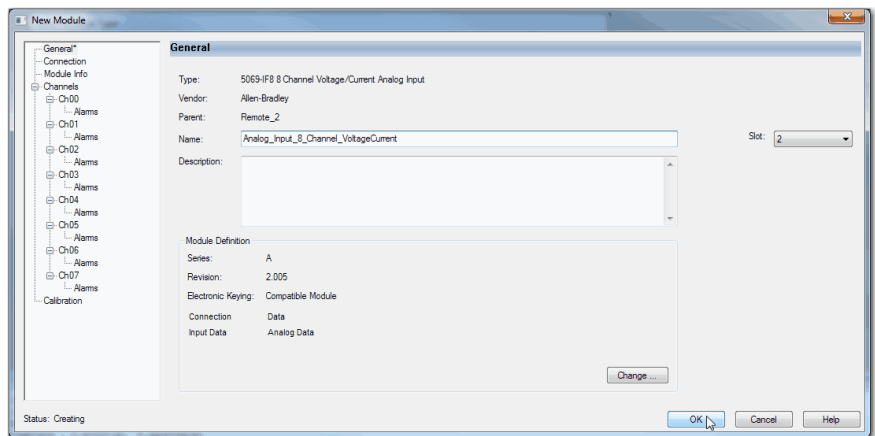 New Module
General*
Connection
Module Info
Channels
Ch00
Alarms
Ch01
Alarms
Ch02
Alarms
Ch03
Alarms
Ch04
Alarms
Ch05
Alarms
Ch06
Alarms
Ch07
Alarms
Calibration
General
Type: 5069-IF8 8 Channel Voltage/Current Analog Input
Vendor: Allen-Bradley
Parent: Remote_2
Name: Analog_Input_8_Channel_VoltageCurrent
Slot: 2
Description:
Module Definition
Series: A
Revision: 2.005
Electronic Keying: Compatible Module
Connection Data
Input Data Analog Data
Change ...
Status: Creating
OK Cancel Help